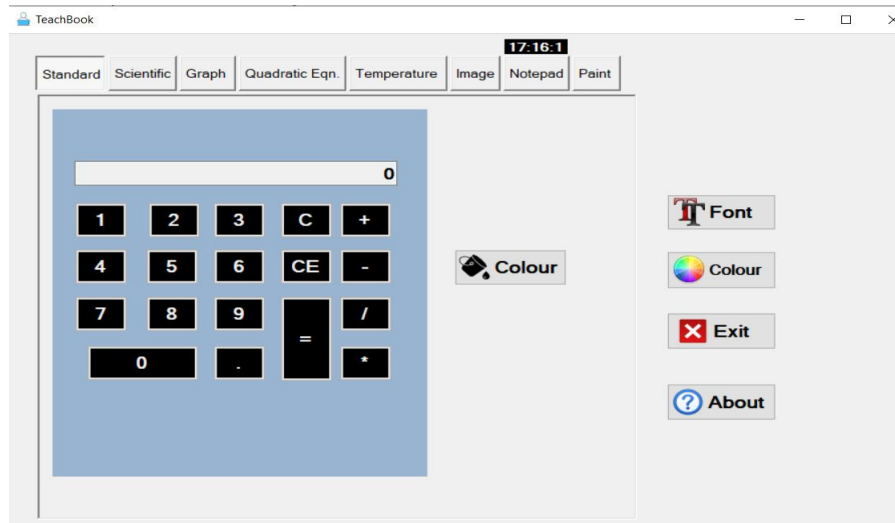 TeachBook
17:16:1
Standard Scientific Graph Quadratic Eqn. Temperature Image Notepad Paint
0
1 2 3 C +
4 5 6 CE -
7 8 9 = /
0 . *
Colour
Font
Colour
Exit
About